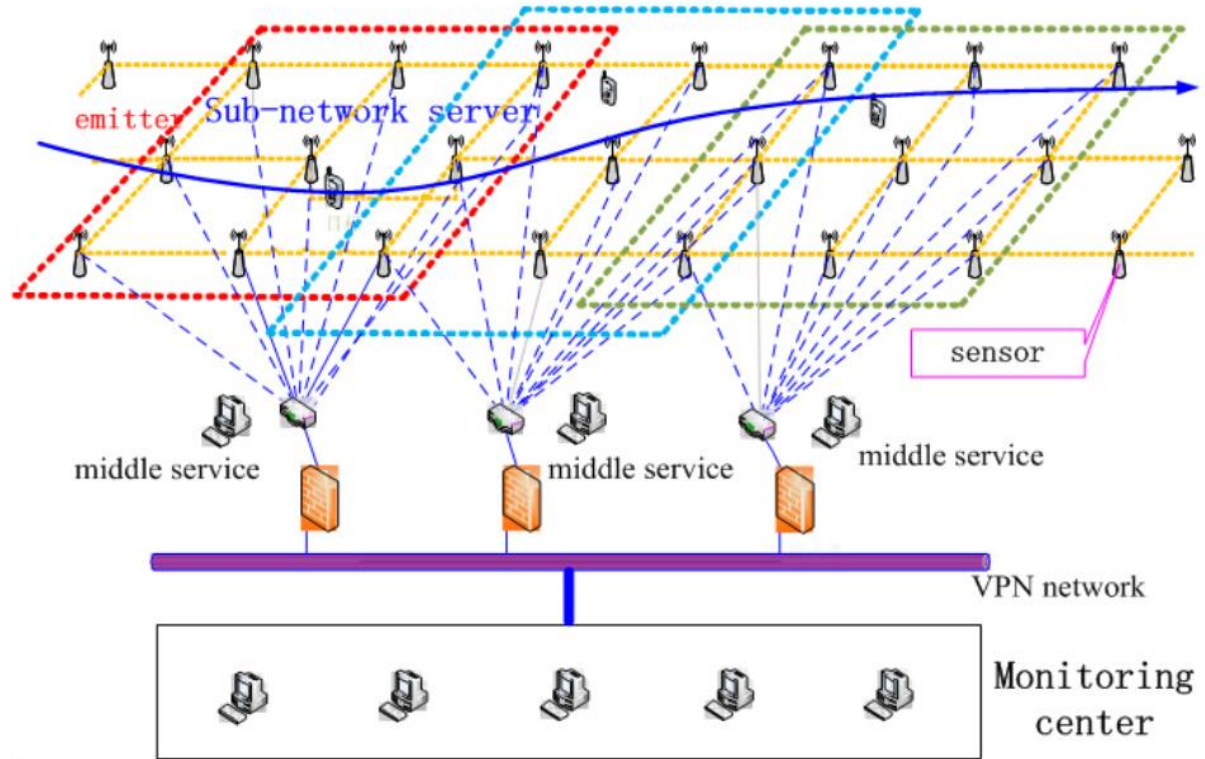 Sub-network server
emitter
sensor
middle service
middle service
middle service
VPN network
Monitoring
center